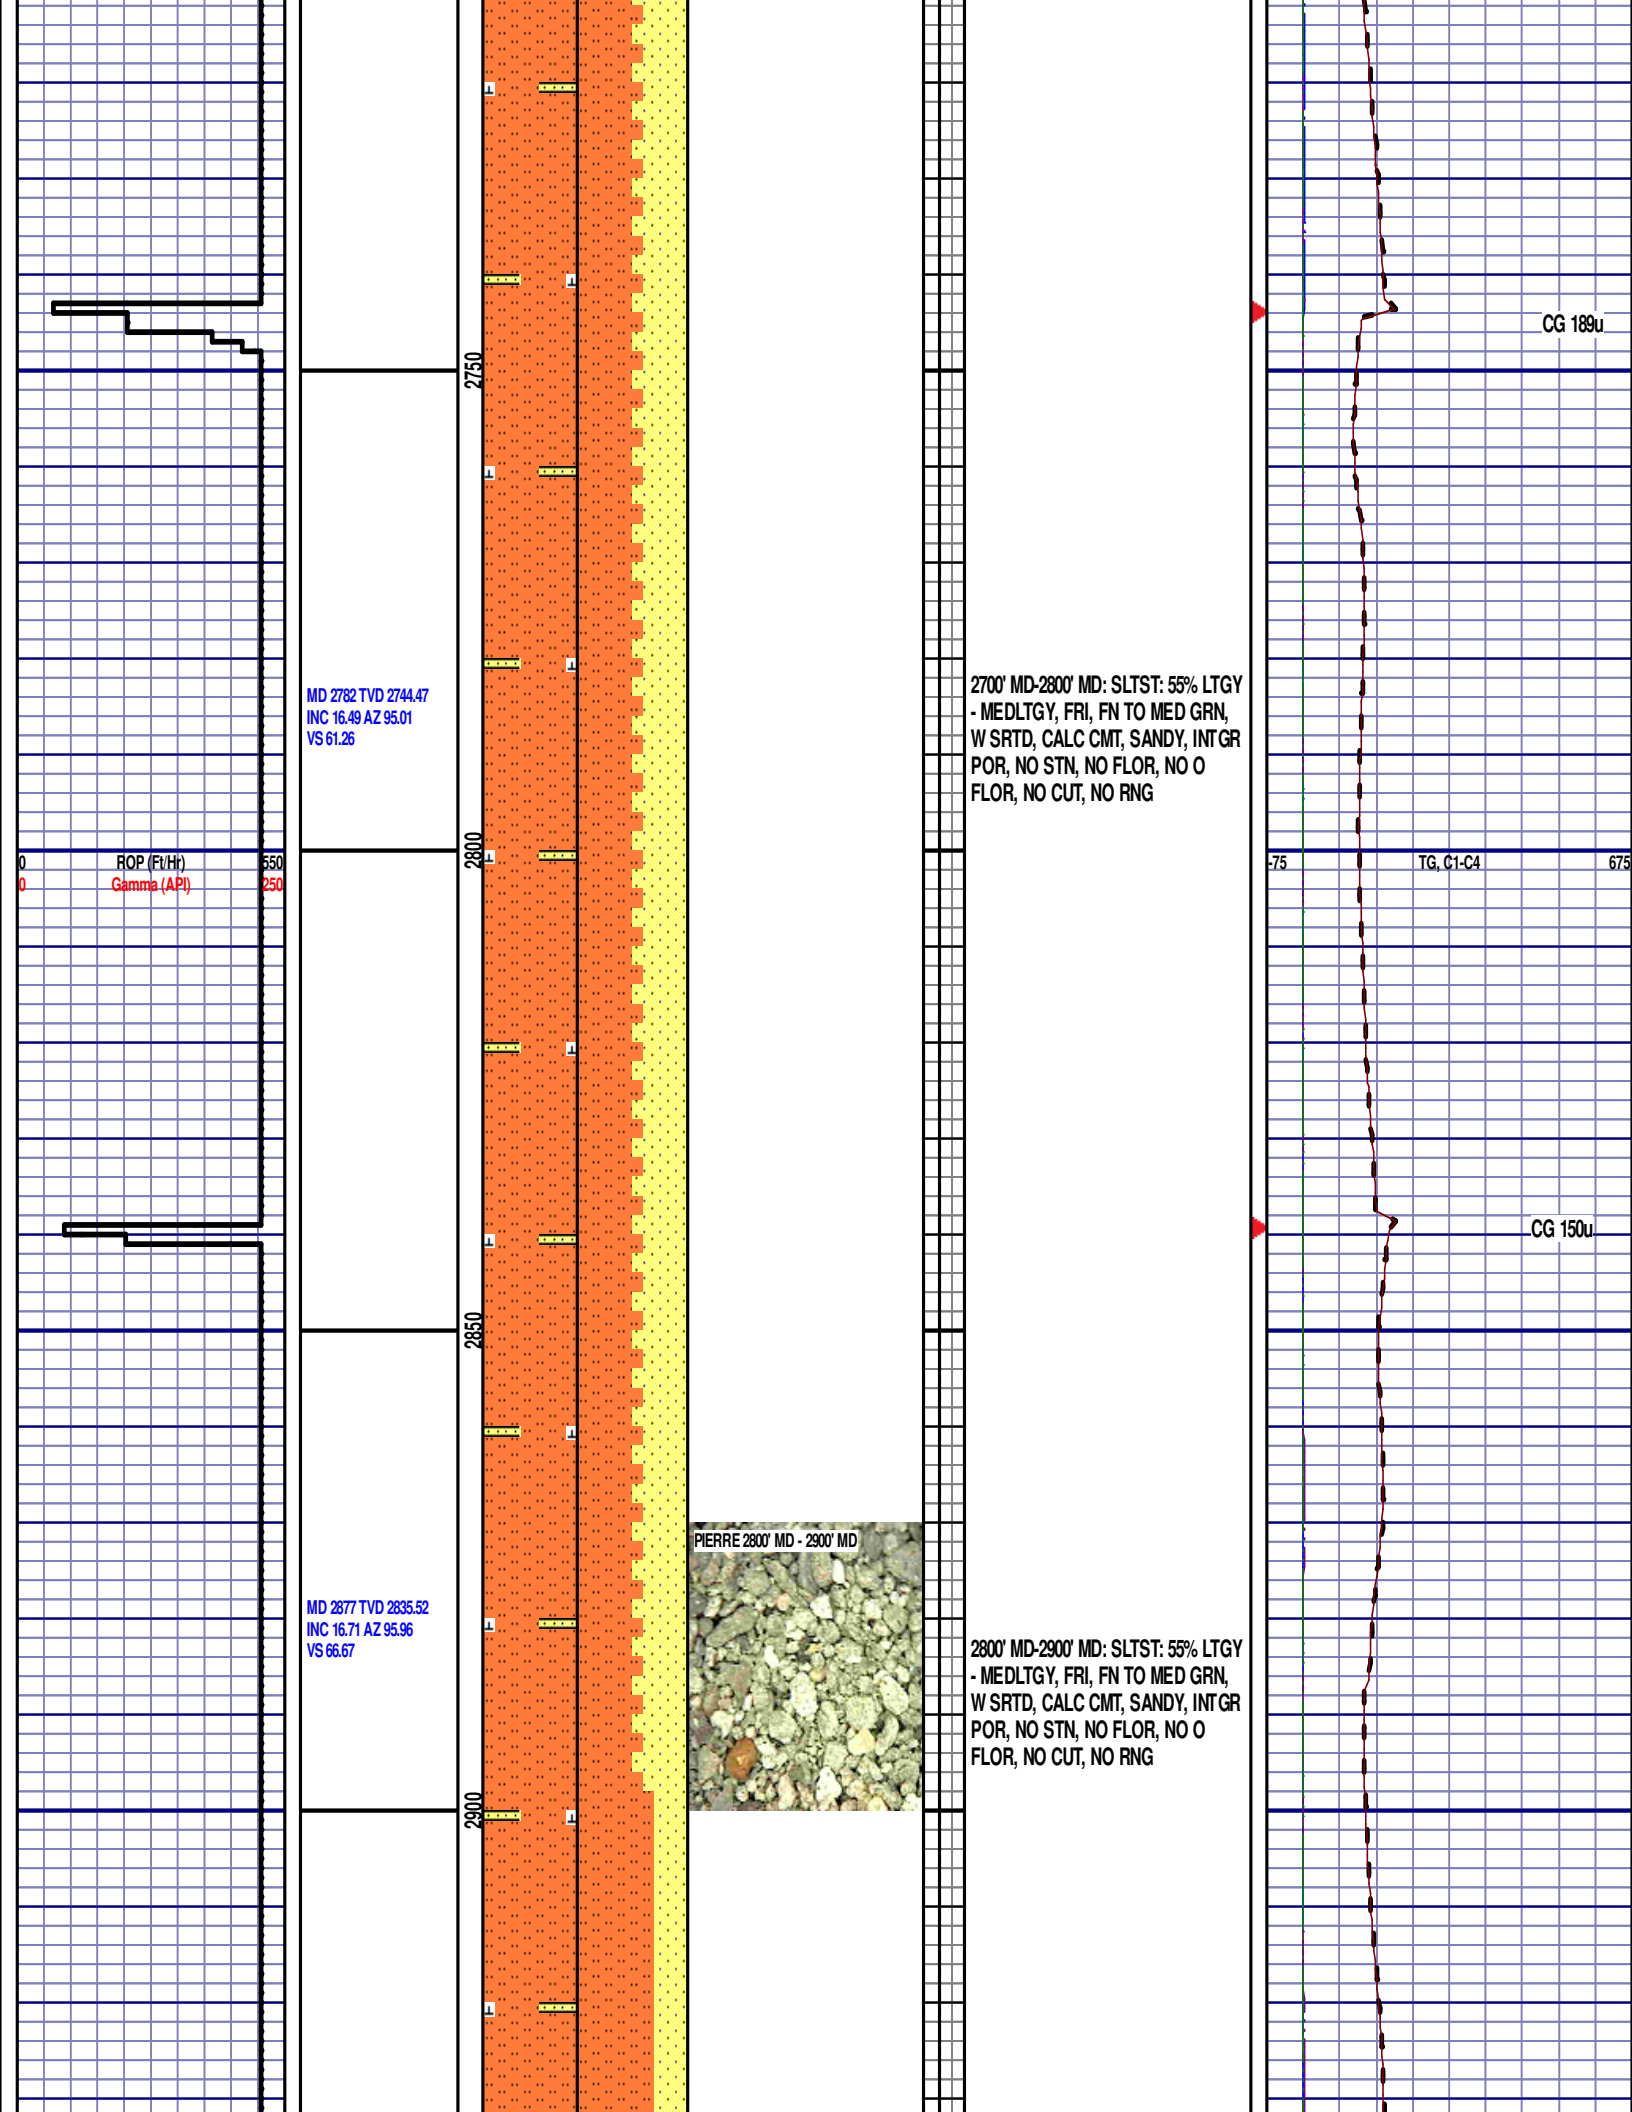 CG 189u
2750
MD 2782 TVD 2744.47
INC 16.49 AZ 95.01
VS 61.26
2700' MD-2800' MD: SLTST: 55% LTGY
- MEDLTGY, FRI, FN TO MED GRN,
W SRTD, CALC CMT, SANDY, INTGR
POR, NO STN, NO FLOR, NO O
FLOR, NO CUT, NO RNG
2800
0 ROP (Ft/Hr) 550
0 Gamma (API) 250
-75 TG, C1-C4 675
CG 150u
2850
PIERRE 2800' MD - 2900' MD
MD 2877 TVD 2835.52
INC 16.71 AZ 95.96
VS 66.67
2800' MD-2900' MD: SLTST: 55% LTGY
- MEDLTGY, FRI, FN TO MED GRN,
W SRTD, CALC CMT, SANDY, INTGR
POR, NO STN, NO FLOR, NO O
FLOR, NO CUT, NO RNG
2900